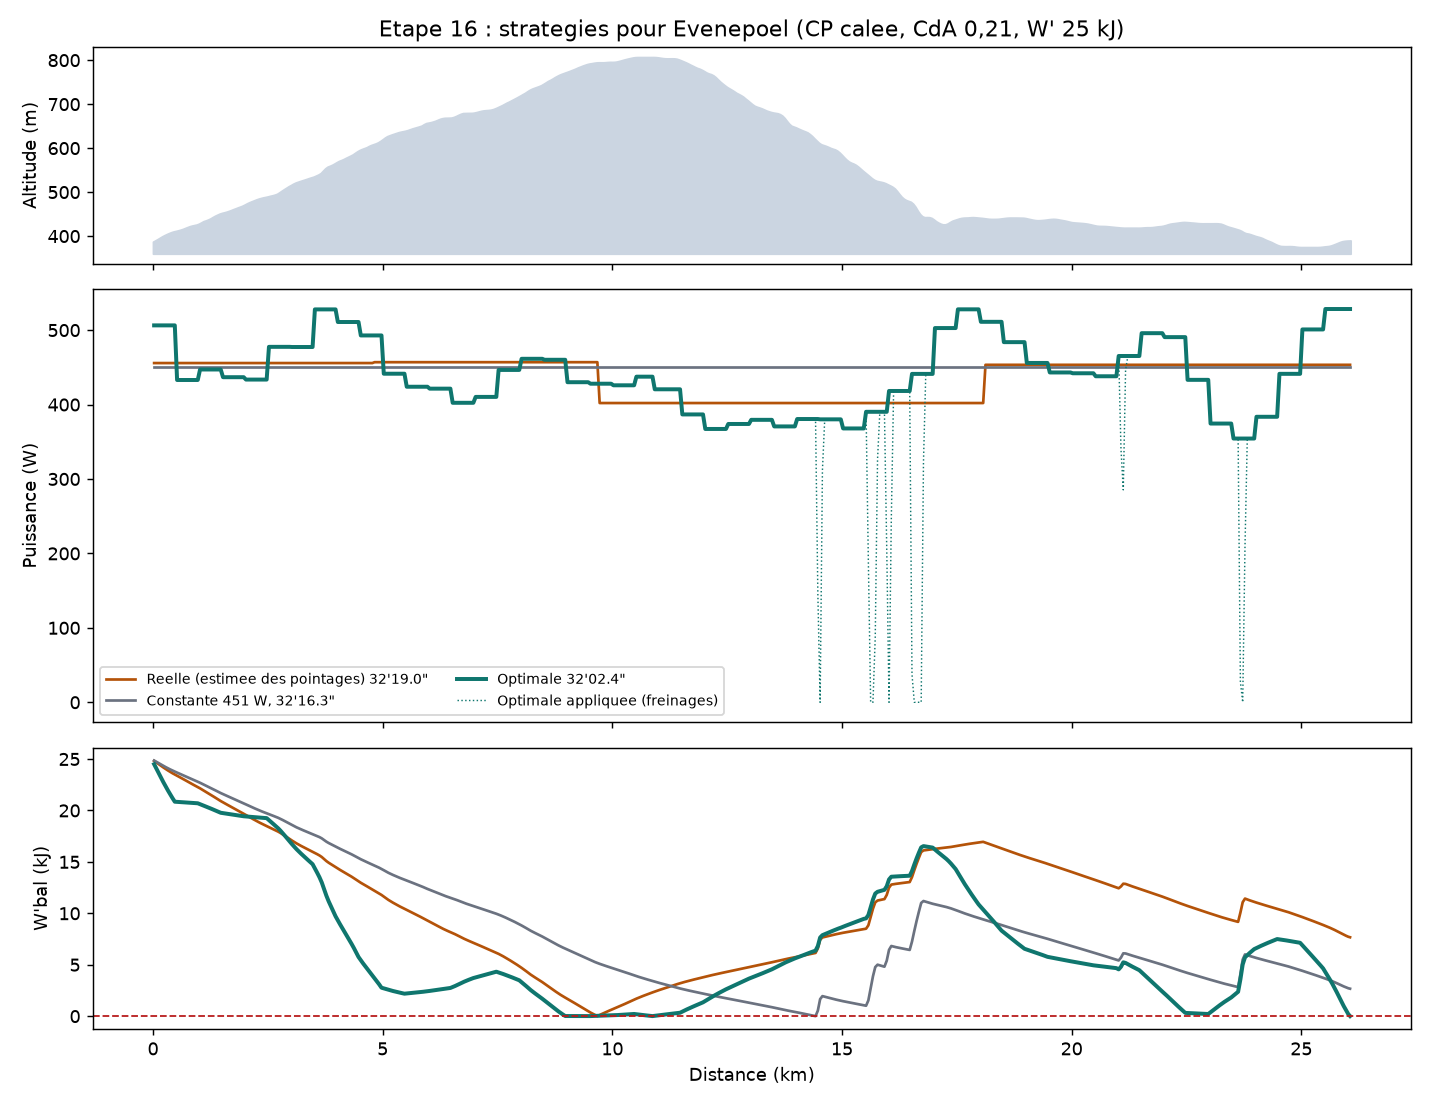 Etape 16 : strategies pour Evenepoel (CP calee, CdA 0,21, W' 25 kJ)
Altitude (m)
800
700
600
500
400
Puissance (W)
500
400
300
200
100
0
Reelle (estimee des pointages) 32'19.0"
Constante 451 W, 32'16.3"
Optimale 32'02.4"
Optimale appliquee (freinages)
W'bal (kJ)
25
20
15
10
5
0
0 5 10 15 20 25
Distance (km)